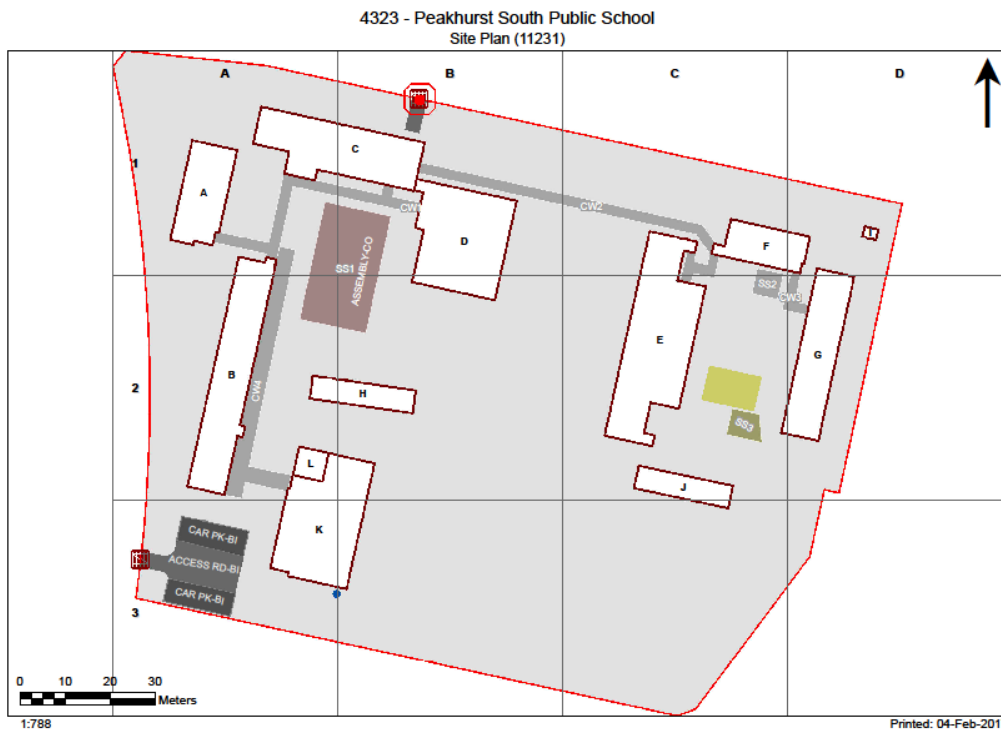 4323 - Peakhurst South Public School
Site Plan (11231)
A
B
C
D
1
C
A
CW1
CW2
D
F
I
SS1
ASSEMBLY-CO
SS2
CW3
E
G
2
B
CW4
H
SS3
L
J
K
CAR PK-BI
ACCESS RD-BI
CAR PK-BI
3
0 10 20 30
Meters
1:788
Printed: 04-Feb-201